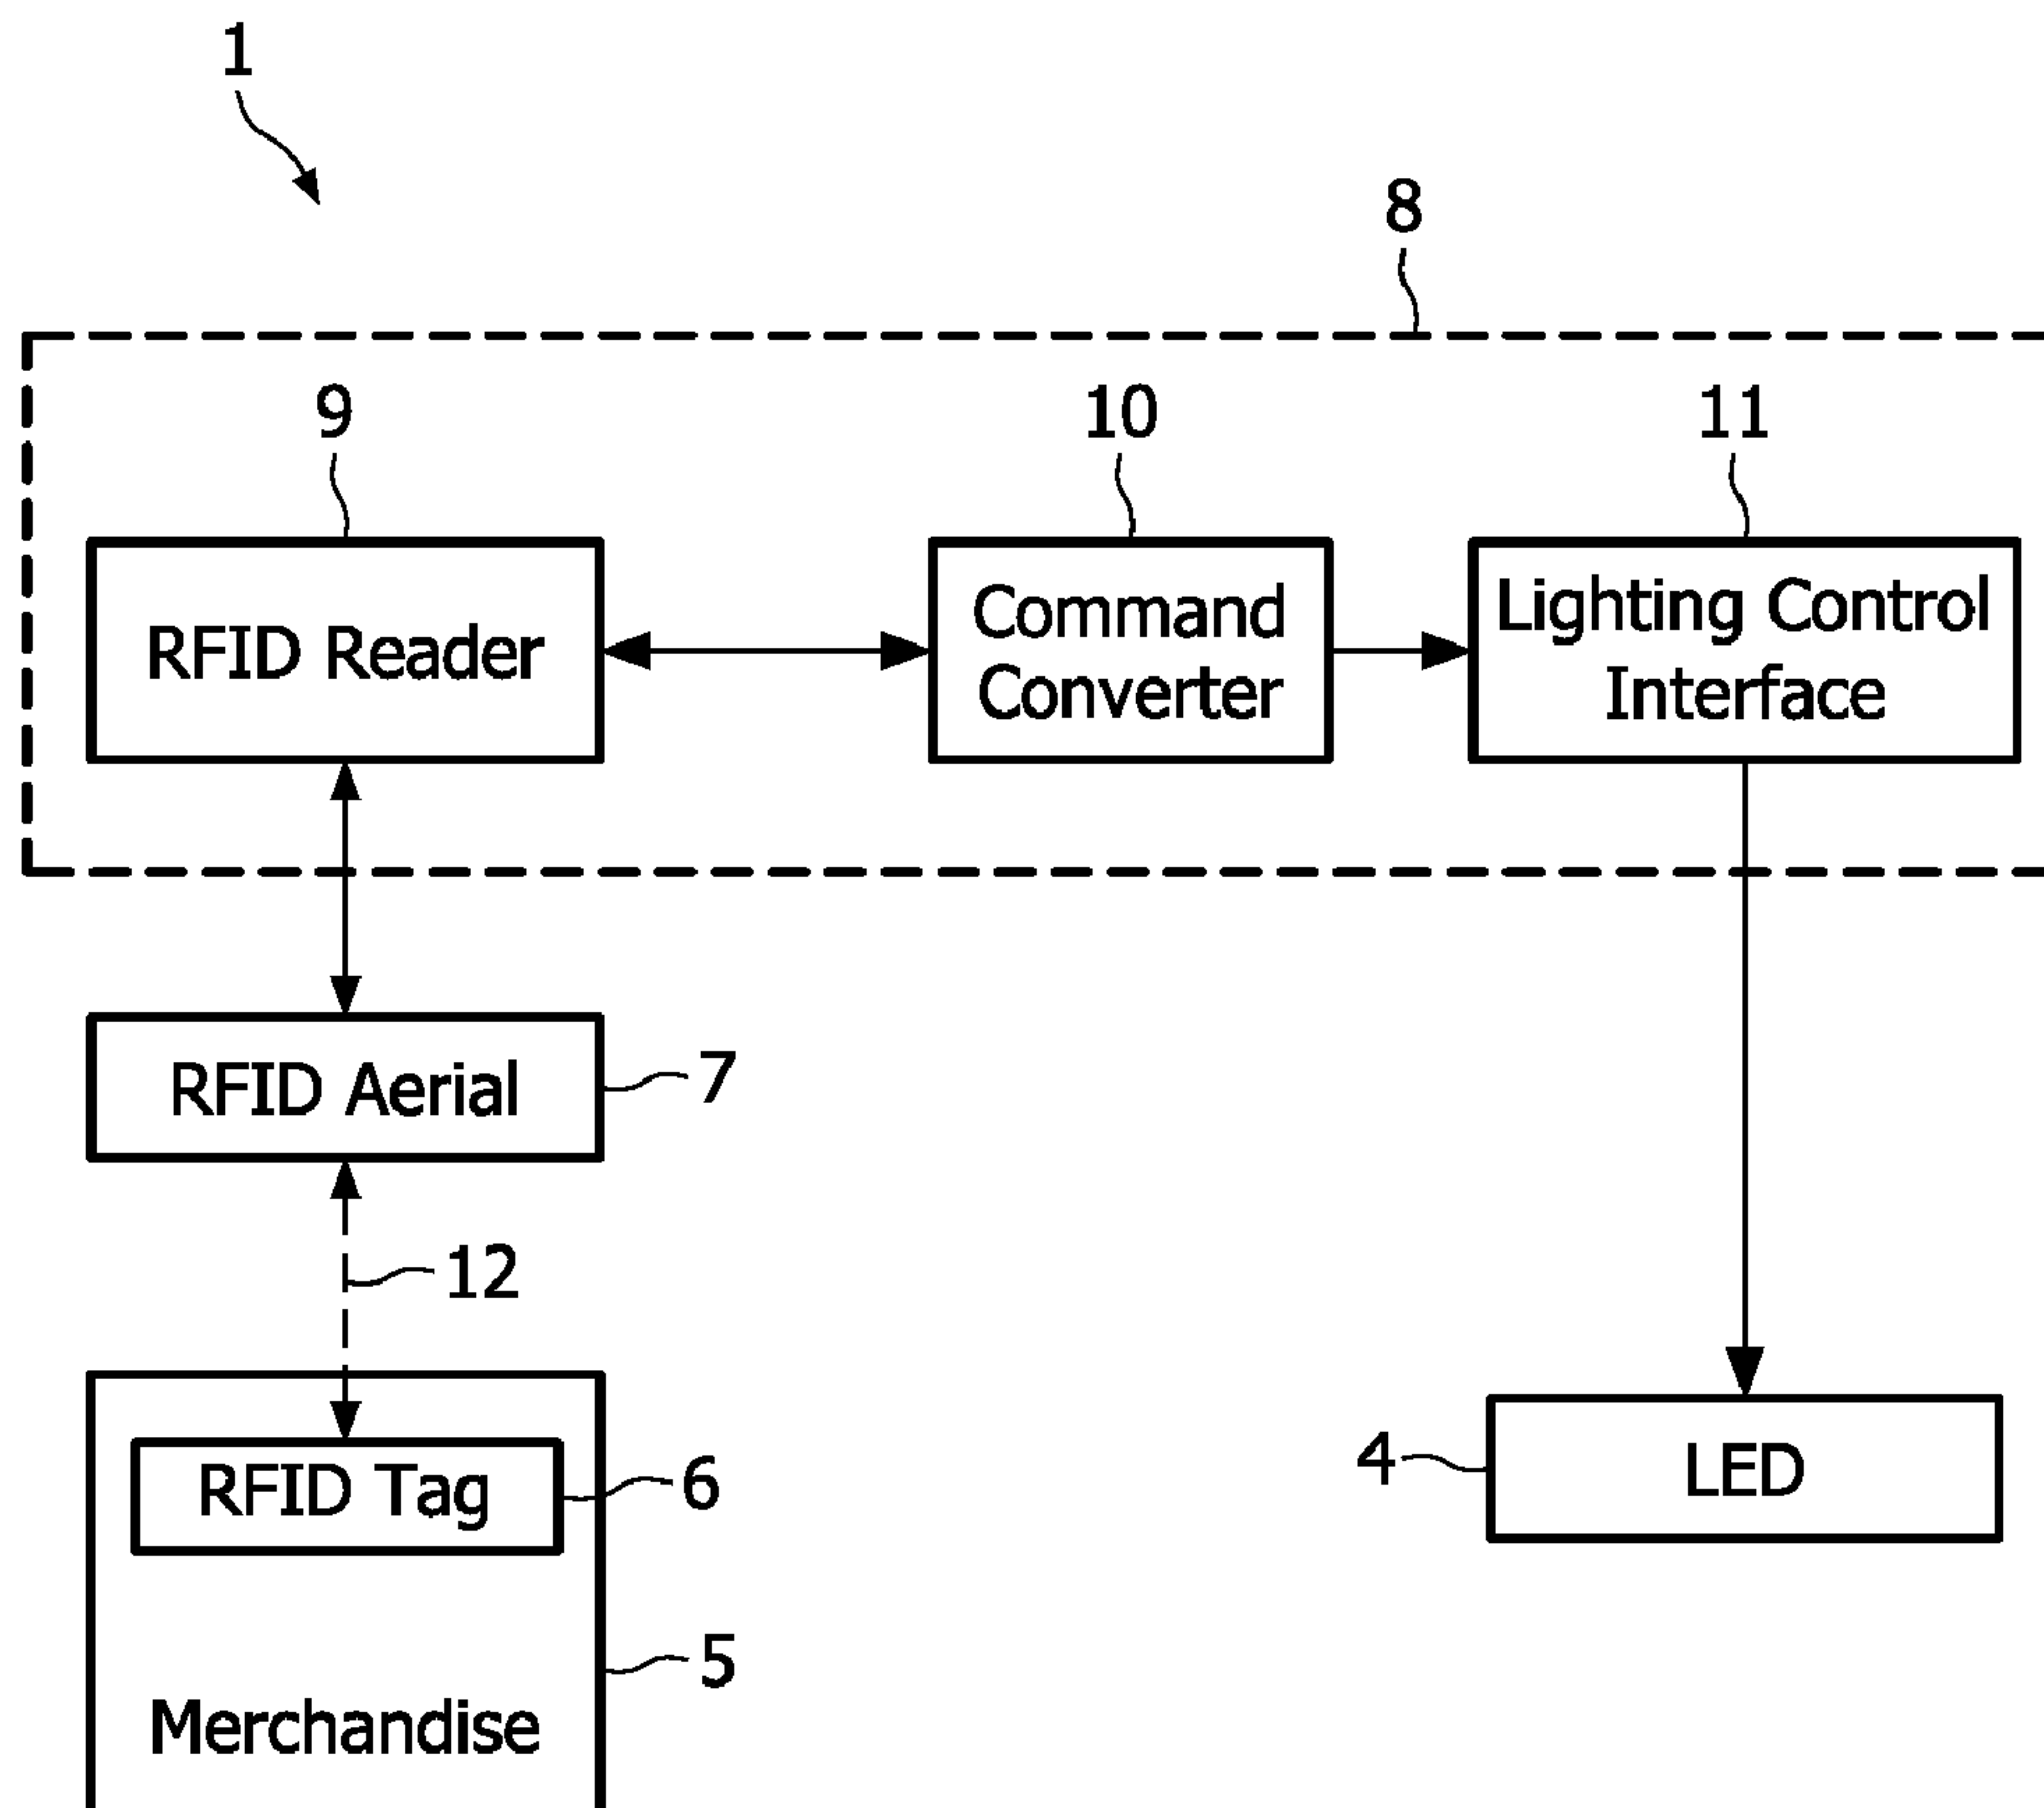 1
8
9
10
11
RFID Reader
Command
Converter
Lighting Control
Interface
RFID Aerial
7
12
RFID Tag
6
4
LED
5
Merchandise